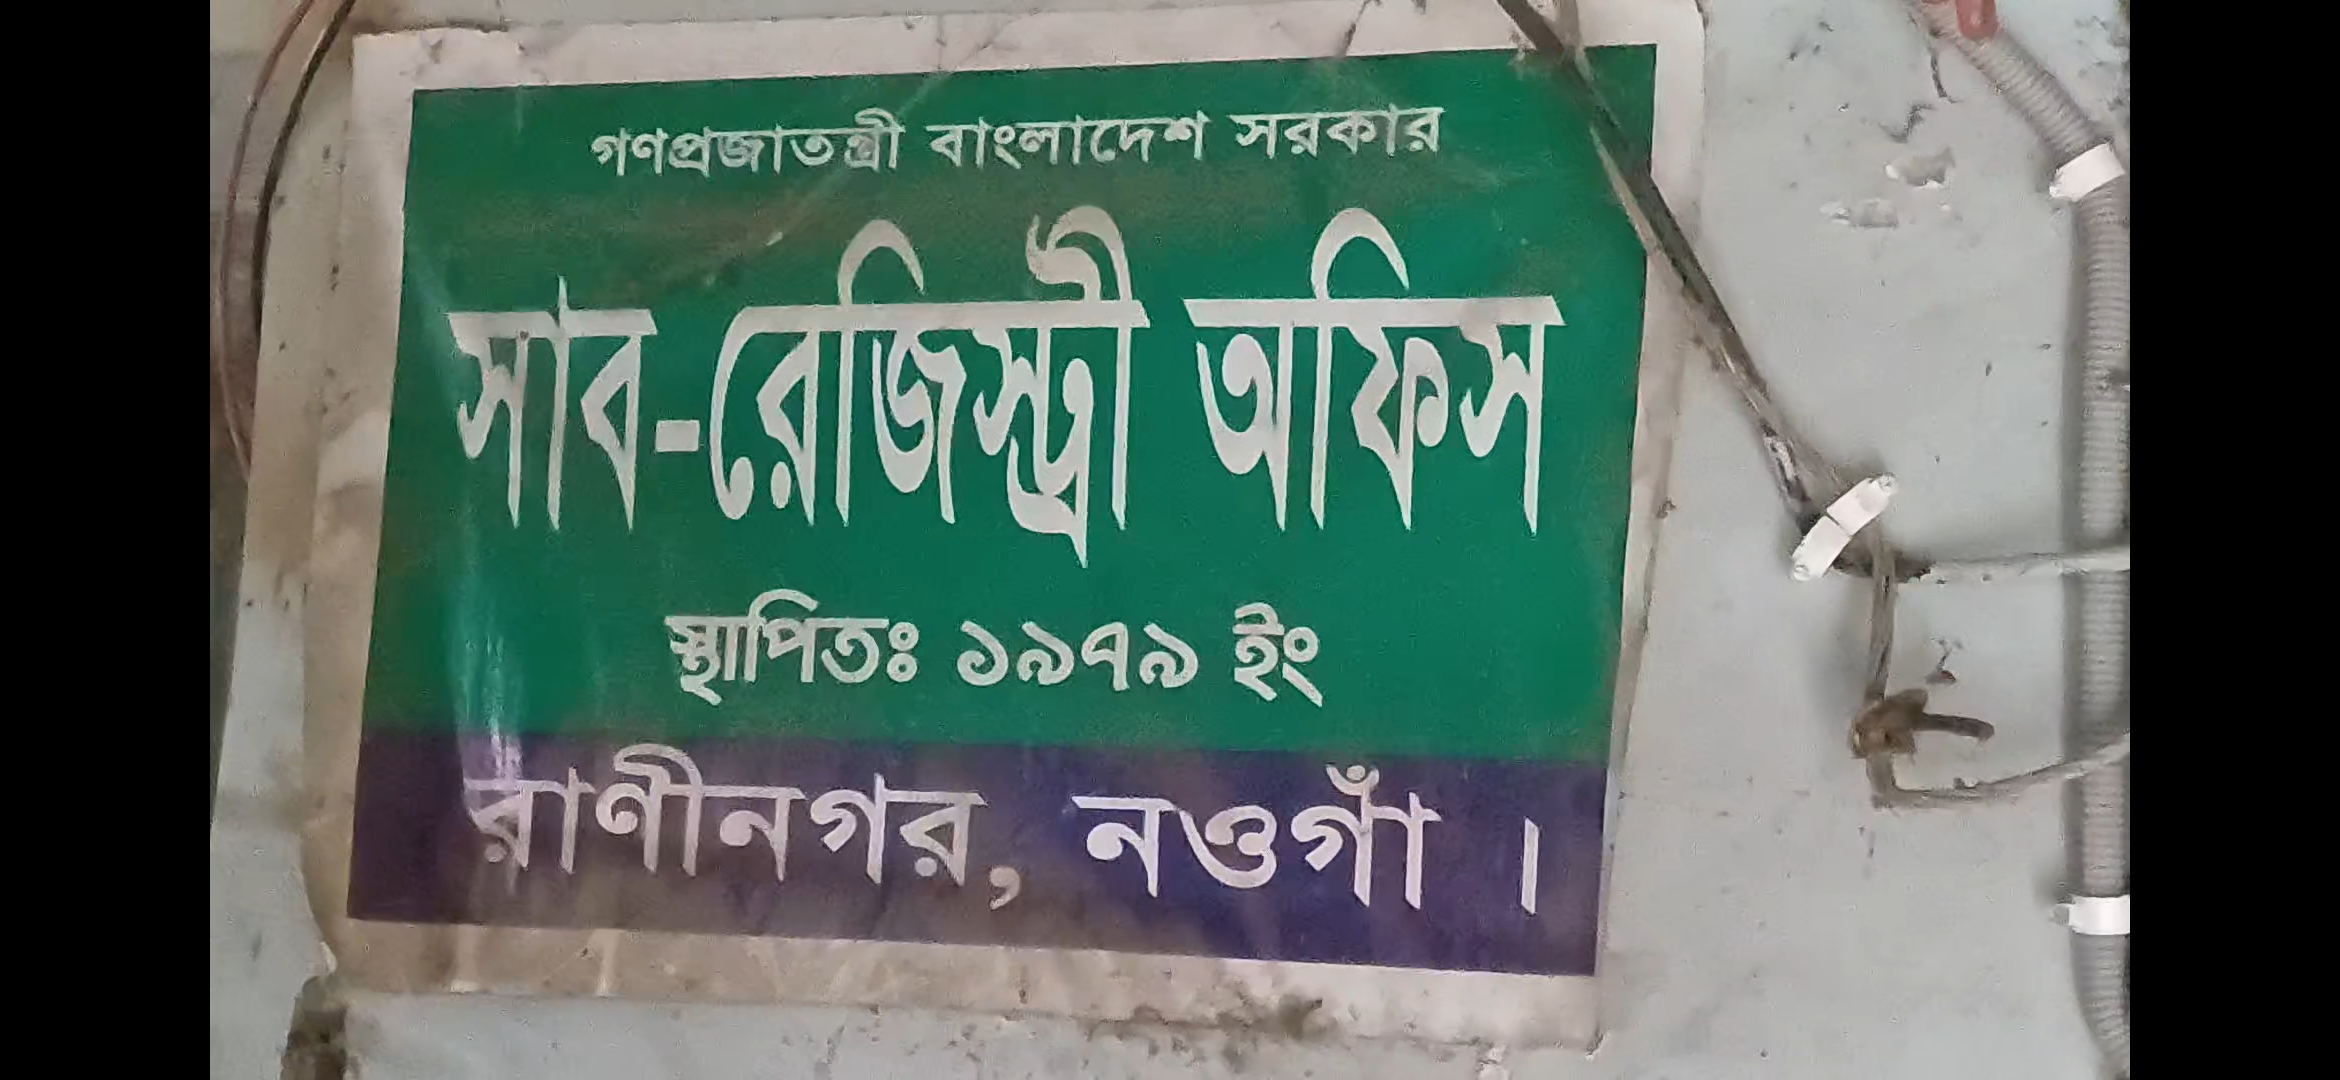 গণপ্রজাতন্ত্রী বাংলাদেশ সরকার
সাব-রেজিস্ট্রী অফিস
স্থাপিতঃ ১৯৭৯ ইং
রাণীনগর, নওগাঁ ।